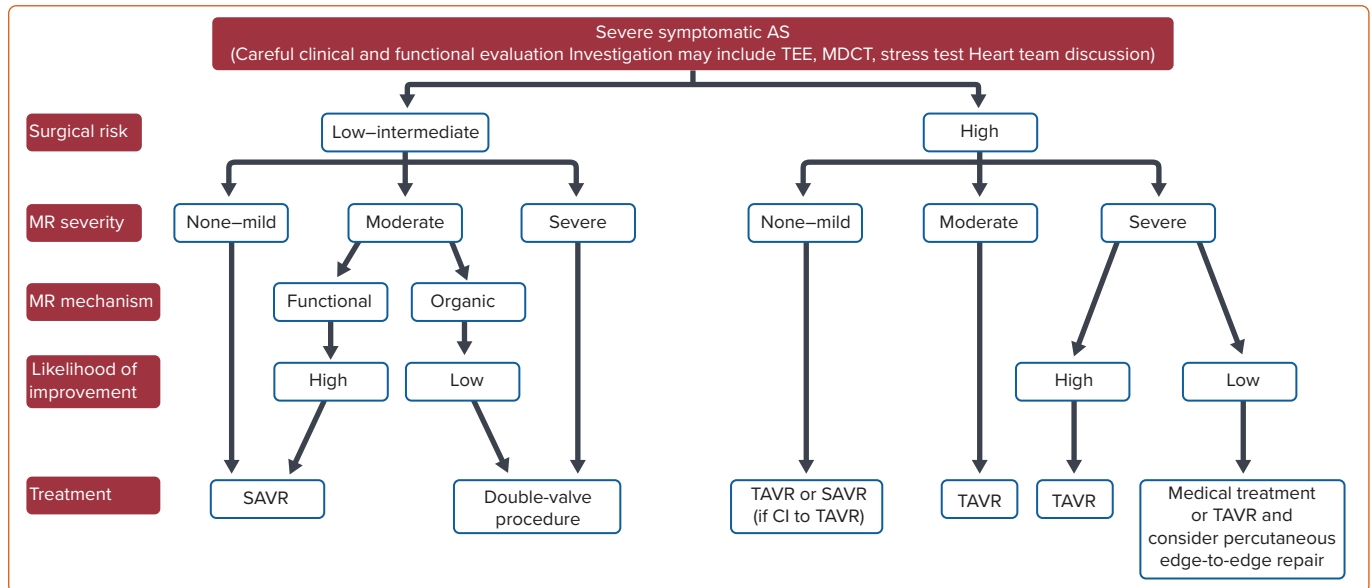 Severe symptomatic AS
(Careful clinical and functional evaluation Investigation may include TEE, MDCT, stress test Heart team discussion)
Surgical risk
Low–intermediate
High
MR severity
None–mild
Moderate
Severe
None–mild
Moderate
Severe
MR mechanism
Functional
Organic
Likelihood of
improvement
High
Low
High
Low
Treatment
SAVR
Double-valve
procedure
TAVR or SAVR
(if CI to TAVR)
TAVR
TAVR
Medical treatment
or TAVR and
consider percutaneous
edge-to-edge repair